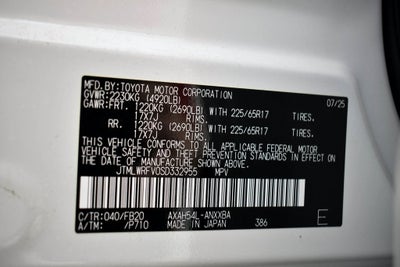 MFD.BY:TOYOTA MOTOR CORPORATION 07/25
GVWR:2230KG (4920LB)
GAWR:FRT. 1220KG (2690LB) WITH 225/65R17 TIRES.
17X7J RIMS.
RR. 1220KG (2690LB) WITH 225/65R17 TIRES.
17X7J RIMS.
THIS VEHICLE CONFORMS TO ALL APPLICABLE FEDERAL MOTOR
VEHICLE SAFETY AND THEFT PREVENTION STANDARDS IN EFFECT ON
THE DATE OF MANUFACTURE SHOWN ABOVE.
JTMLWRFV0SD332955 MPV
C/TR:040/FB20 AXAH54L-ANXXBA
A/TM: /P710 MADE IN JAPAN 386 E